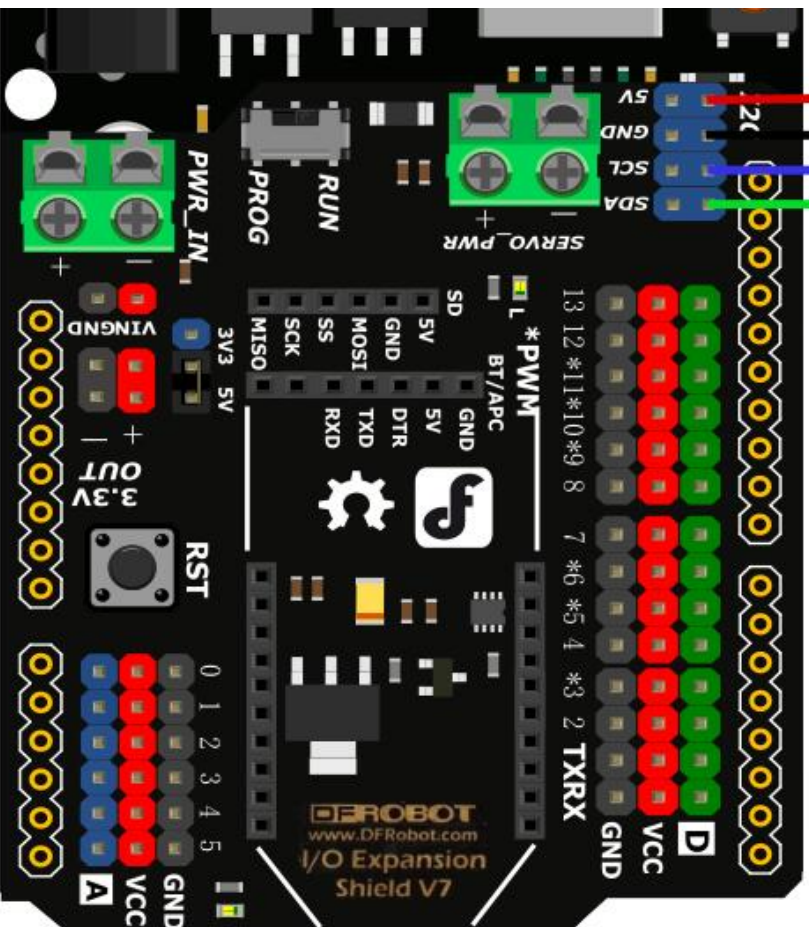 5V
GND
SCL
SDA
PWR_IN
PROG
RUN
+
−
SERVO_PWR
+
−
VINGND
3V3
5V
SD
MISO
SCK
SS
MOSI
GND
5V
L
*PWM
BT/APC
RXD
TXD
DTR
5V
GND
−
+
OUT
3.3V
RST
13
12
*11
*10
*9
8
7
*6
*5
4
*3
2
TXRX
0
1
2
3
4
5
A
VCC
GND
GND
VCC
D
DFROBOT
www.DFRobot.com
I/O Expansion
Shield V7